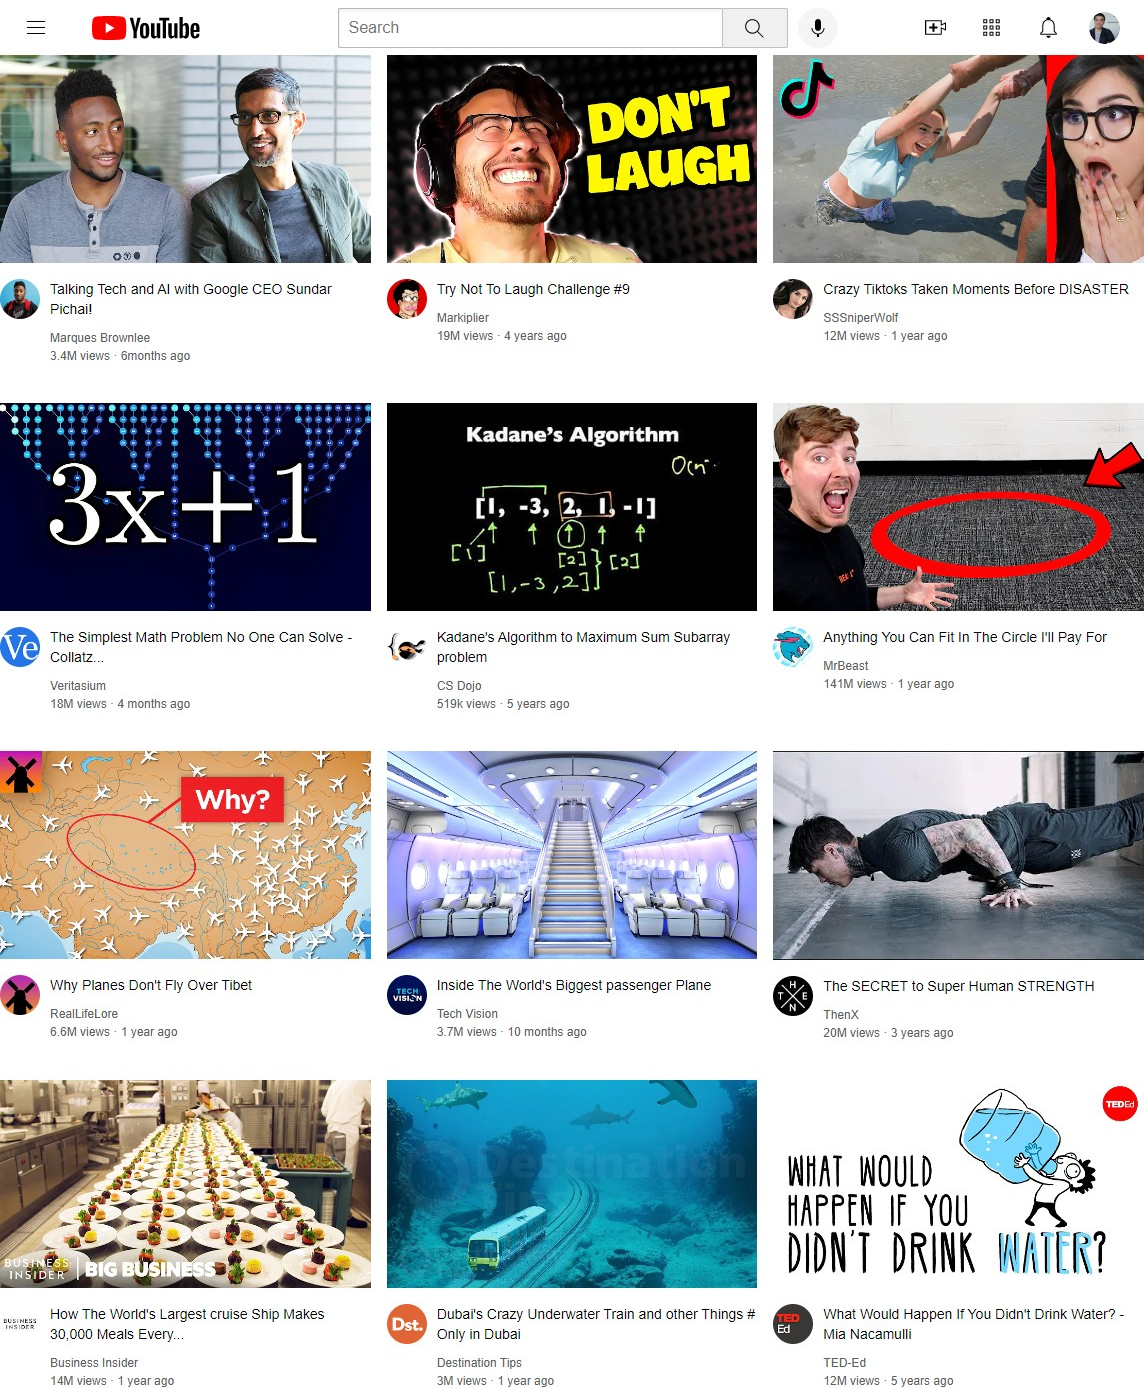 YouTube
Search
DON'T
LAUGH
Talking Tech and AI with Google CEO Sundar
Pichai!
Marques Brownlee
3.4M views · 6months ago
Try Not To Laugh Challenge #9
Markiplier
19M views · 4 years ago
Crazy Tiktoks Taken Moments Before DISASTER
SSSniperWolf
12M views · 1 year ago
3x+1
Kadane's Algorithm
[1, -3, 2, 1, -1]
[1]
[2]
[2]
[1,-3,2]
Ve
The Simplest Math Problem No One Can Solve -
Collatz...
Veritasium
18M views · 4 months ago
Kadane's Algorithm to Maximum Sum Subarray
problem
CS Dojo
519k views · 5 years ago
Anything You Can Fit In The Circle I'll Pay For
MrBeast
141M views · 1 year ago
Why?
Why Planes Don't Fly Over Tibet
RealLifeLore
6.6M views · 1 year ago
TECH
VISION
Inside The World's Biggest passenger Plane
Tech Vision
3.7M views · 10 months ago
THENX
The SECRET to Super Human STRENGTH
ThenX
20M views · 3 years ago
BUSINESS
INSIDER
BIG BUSINESS
TEDEd
WHAT WOULD
HAPPEN IF YOU
DIDN'T DRINK WATER?
BUSINESS
INSIDER
How The World's Largest cruise Ship Makes
30,000 Meals Every...
Business Insider
14M views · 1 year ago
Dst.
Dubai's Crazy Underwater Train and other Things #
Only in Dubai
Destination Tips
3M views · 1 year ago
TED
Ed
What Would Happen If You Didn't Drink Water? -
Mia Nacamulli
TED-Ed
12M views · 5 years ago